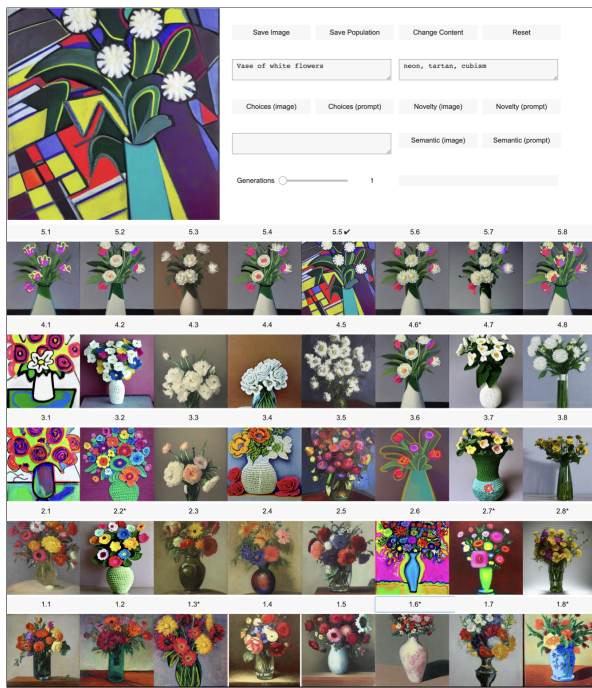 Save Image Save Population Change Content Reset
Vase of white flowers neon, tartan, cubism
Choices (image) Choices (prompt) Novelty (image) Novelty (prompt)
Semantic (image) Semantic (prompt)
Generations 1
5.1 5.2 5.3 5.4 5.5 ✔ 5.6 5.7 5.8
4.1 4.2 4.3 4.4 4.5 4.6* 4.7 4.8
3.1 3.2 3.3 3.4 3.5 3.6 3.7 3.8
2.1 2.2* 2.3 2.4 2.5 2.6 2.7* 2.8*
1.1 1.2 1.3* 1.4 1.5 1.6* 1.7 1.8*